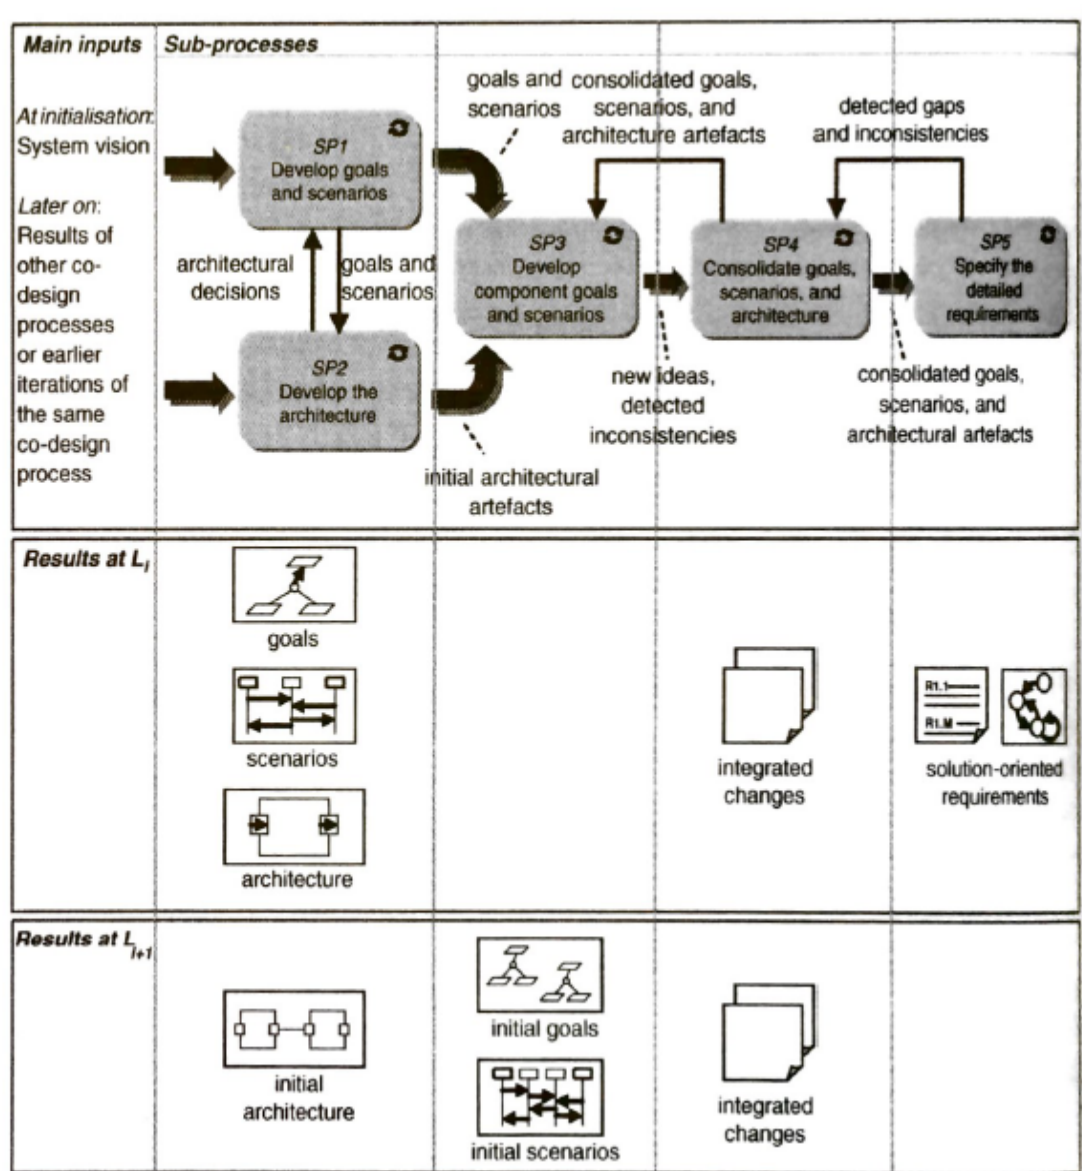 Main inputs
Sub-processes
At initialisation:
System vision
Later on:
Results of
other co-
design
processes
or earlier
iterations of
the same
co-design
process
SP1
Develop goals
and scenarios
architectural
decisions
goals and
scenarios
SP2
Develop the
architecture
goals and
scenarios
initial architectural
artefacts
SP3
Develop
component goals
and scenarios
consolidated goals,
scenarios, and
architecture artefacts
new ideas,
detected
inconsistencies
SP4
Consolidate goals,
scenarios, and
architecture
detected gaps
and inconsistencies
consolidated goals,
scenarios, and
architectural artefacts
SP5
Specify the
detailed
requirements
Results at Li
goals
scenarios
architecture
integrated
changes
R1.1
R1.M
solution-oriented
requirements
Results at Li+1
initial
architecture
initial goals
initial scenarios
integrated
changes